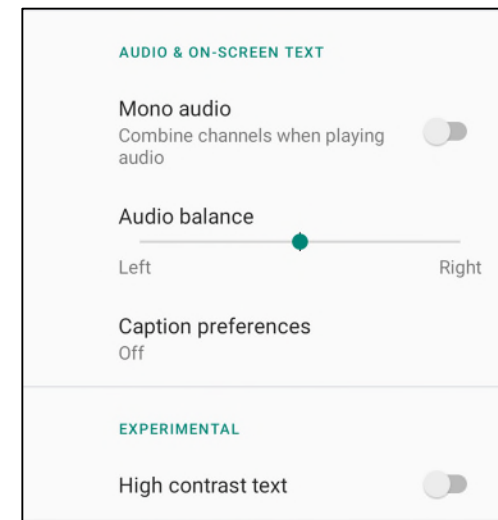 AUDIO & ON-SCREEN TEXT
Mono audio
Combine channels when playing
audio
Audio balance
Left Right
Caption preferences
Off
EXPERIMENTAL
High contrast text